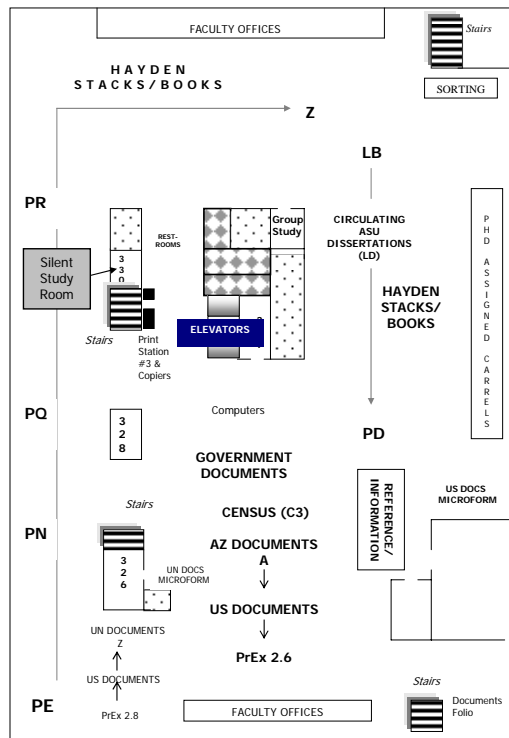 FACULTY OFFICES
Stairs
HAYDEN
STACKS/BOOKS
SORTING
Z
LB
PR
REST-
ROOMS
Group
Study
CIRCULATING
ASU
DISSERTATIONS
(LD)
PHD ASSIGNED CARRELS
Silent
Study
Room
HAYDEN
STACKS/
BOOKS
ELEVATORS
Stairs
Print
Station
#3 &
Copiers
PQ
328
Computers
PD
GOVERNMENT
DOCUMENTS
REFERENCE/
INFORMATION
US DOCS
MICROFORM
Stairs
CENSUS (C3)
PN
326
AZ DOCUMENTS
A
UN DOCS
MICROFORM
US DOCUMENTS
UN DOCUMENTS
Z
PrEx 2.6
US DOCUMENTS
Stairs
PE
PrEx 2.8
FACULTY OFFICES
Documents
Folio